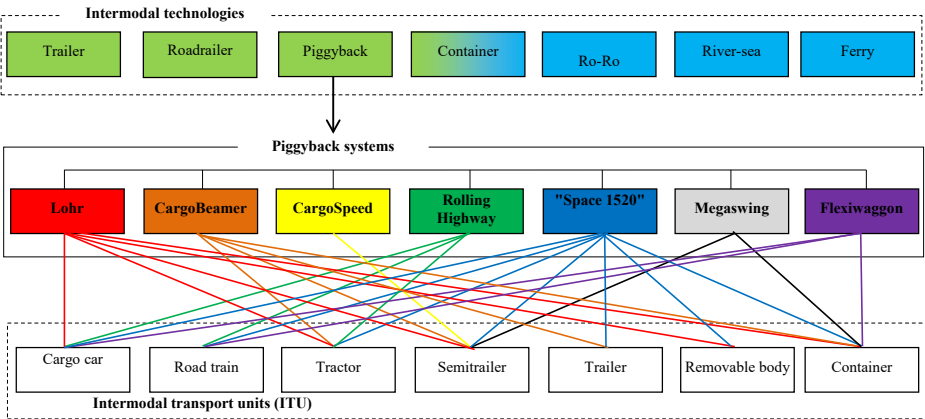 Intermodal technologies
Trailer
Roadrailer
Piggyback
Container
Ro-Ro
River-sea
Ferry
Piggyback systems
Lohr
CargoBeamer
CargoSpeed
Rolling
Highway
"Space 1520"
Megaswing
Flexiwaggon
Cargo car
Road train
Tractor
Semitrailer
Trailer
Removable body
Container
Intermodal transport units (ITU)